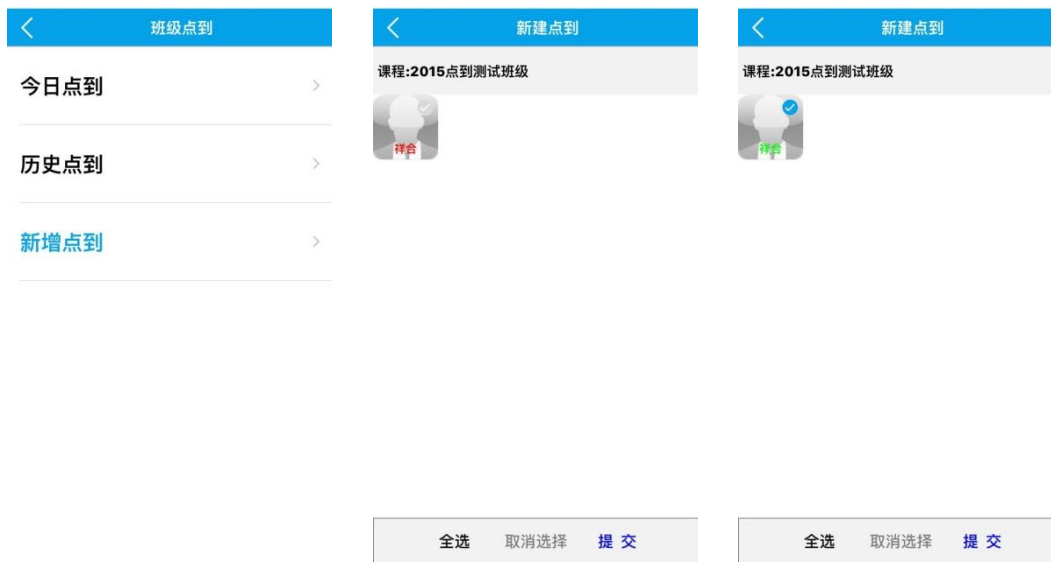 班级点到
今日点到
历史点到
新增点到
新建点到
课程:2015点到测试班级
祥合
全选 取消选择 提 交
新建点到
课程:2015点到测试班级
祥合
全选 取消选择 提 交